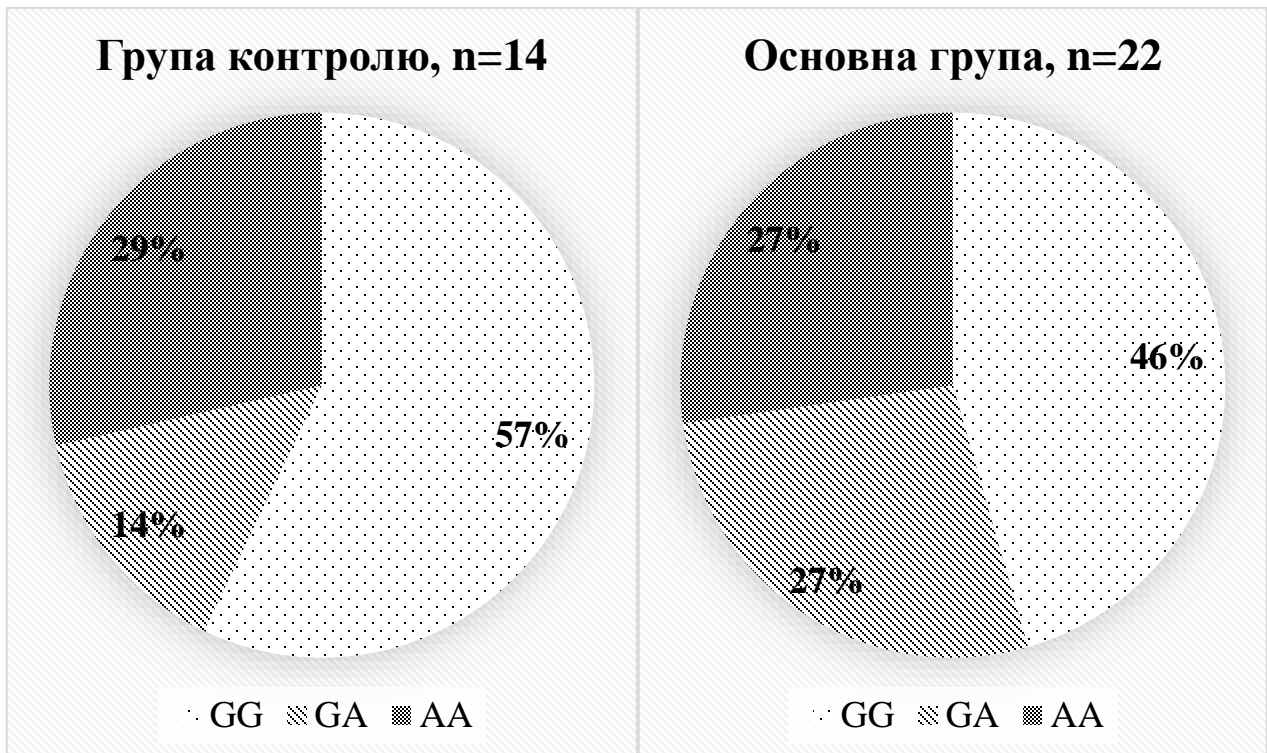 Група контролю, n=14
29%
57%
14%
GG GA AA
Основна група, n=22
27%
46%
27%
GG GA AA